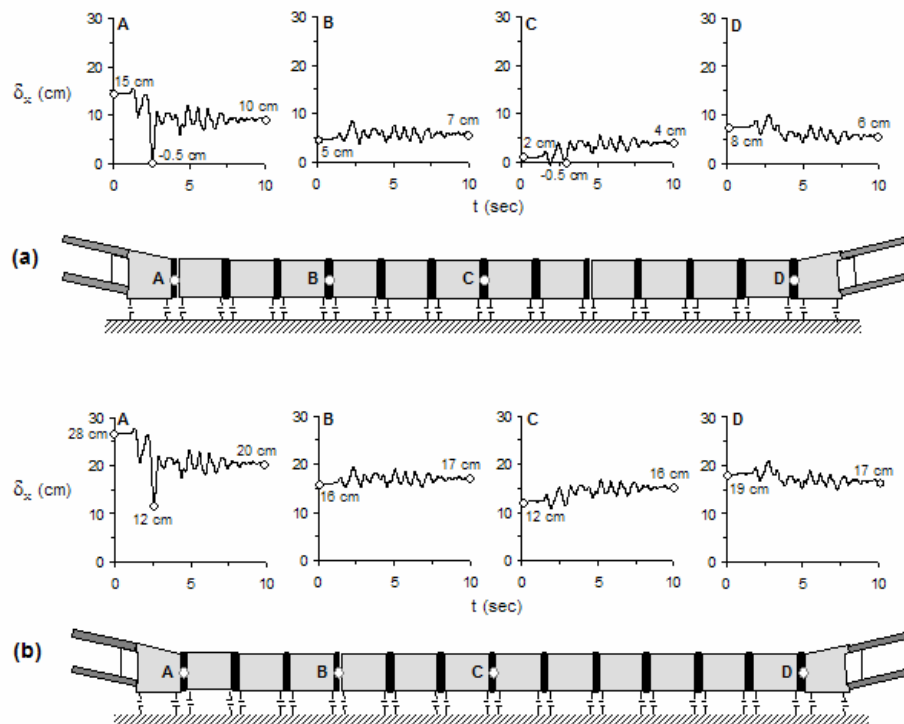 A B C D
30 30 30 30
20 20 20 20
δx (cm)
15 cm 10 cm 7 cm 2 cm 4 cm 6 cm
10 10 10 10
-0.5 cm 5 cm -0.5 cm 8 cm
0 0 0 0
0 5 10 0 5 10 0 5 10 0 5 10
t (sec)
(a) A B C D
A B C D
30 30 30 30
28 cm 20 cm 17 cm 16 cm 17 cm
20 20 20 20
δx (cm)
16 cm 12 cm 19 cm
12 cm
10 10 10 10
0 0 0 0
0 5 10 0 5 10 0 5 10 0 5 10
t (sec)
(b) A B C D